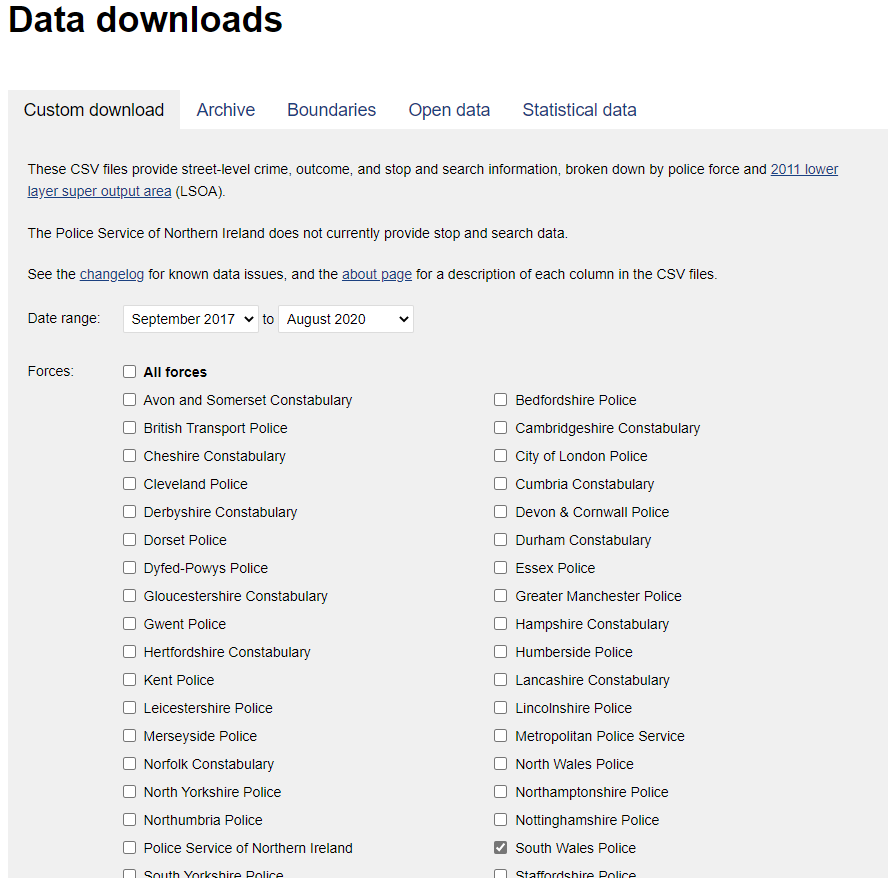 Data downloads
Custom download Archive Boundaries Open data Statistical data
These CSV files provide street-level crime, outcome, and stop and search information, broken down by police force and 2011 lower
layer super output area (LSOA).
The Police Service of Northern Ireland does not currently provide stop and search data.
See the changelog for known data issues, and the about page for a description of each column in the CSV files.
Date range: September 2017 to August 2020
Forces: All forces
Avon and Somerset Constabulary Bedfordshire Police
British Transport Police Cambridgeshire Constabulary
Cheshire Constabulary City of London Police
Cleveland Police Cumbria Constabulary
Derbyshire Constabulary Devon & Cornwall Police
Dorset Police Durham Constabulary
Dyfed-Powys Police Essex Police
Gloucestershire Constabulary Greater Manchester Police
Gwent Police Hampshire Constabulary
Hertfordshire Constabulary Humberside Police
Kent Police Lancashire Constabulary
Leicestershire Police Lincolnshire Police
Merseyside Police Metropolitan Police Service
Norfolk Constabulary North Wales Police
North Yorkshire Police Northamptonshire Police
Northumbria Police Nottinghamshire Police
Police Service of Northern Ireland South Wales Police
South Yorkshire Police Staffordshire Police